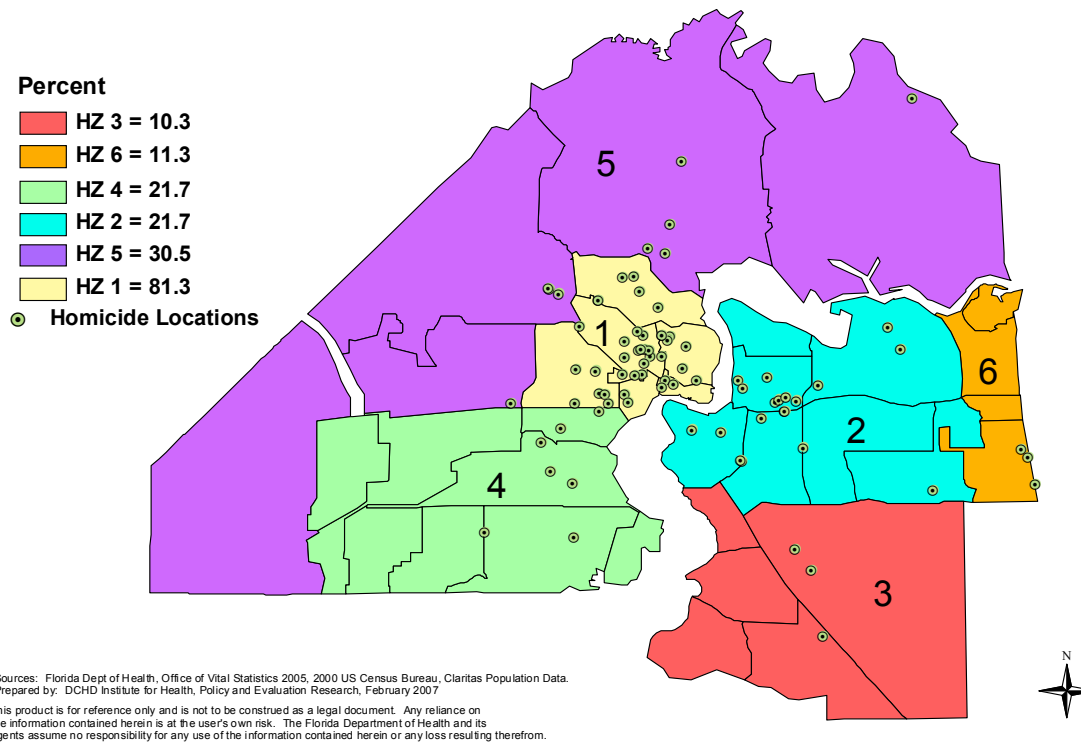 Percent
HZ 3 = 10.3
HZ 6 = 11.3
HZ 4 = 21.7
HZ 2 = 21.7
HZ 5 = 30.5
HZ 1 = 81.3
Homicide Locations
5
1
6
2
4
3
N
Sources: Florida Dept of Health, Office of Vital Statistics 2005, 2000 US Census Bureau, Claritas Population Data.
Prepared by: DCHD Institute for Health, Policy and Evaluation Research, February 2007
his product is for reference only and is not to be construed as a legal document. Any reliance on
e information contained herein is at the user's own risk. The Florida Department of Health and its
gents assume no responsibility for any use of the information contained herein or any loss resulting therefrom.